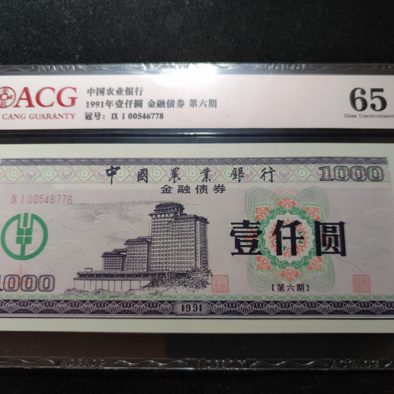 ACG
CANG GUARANTY
中国农业银行
1991年壹仟圆 金融债券 第六期
冠号: IX I 00546778
65
Gem Uncirculated
中國農業銀行
金融债券
1000
IX I 00546778
壹仟圆
1000
[第六期]
1991